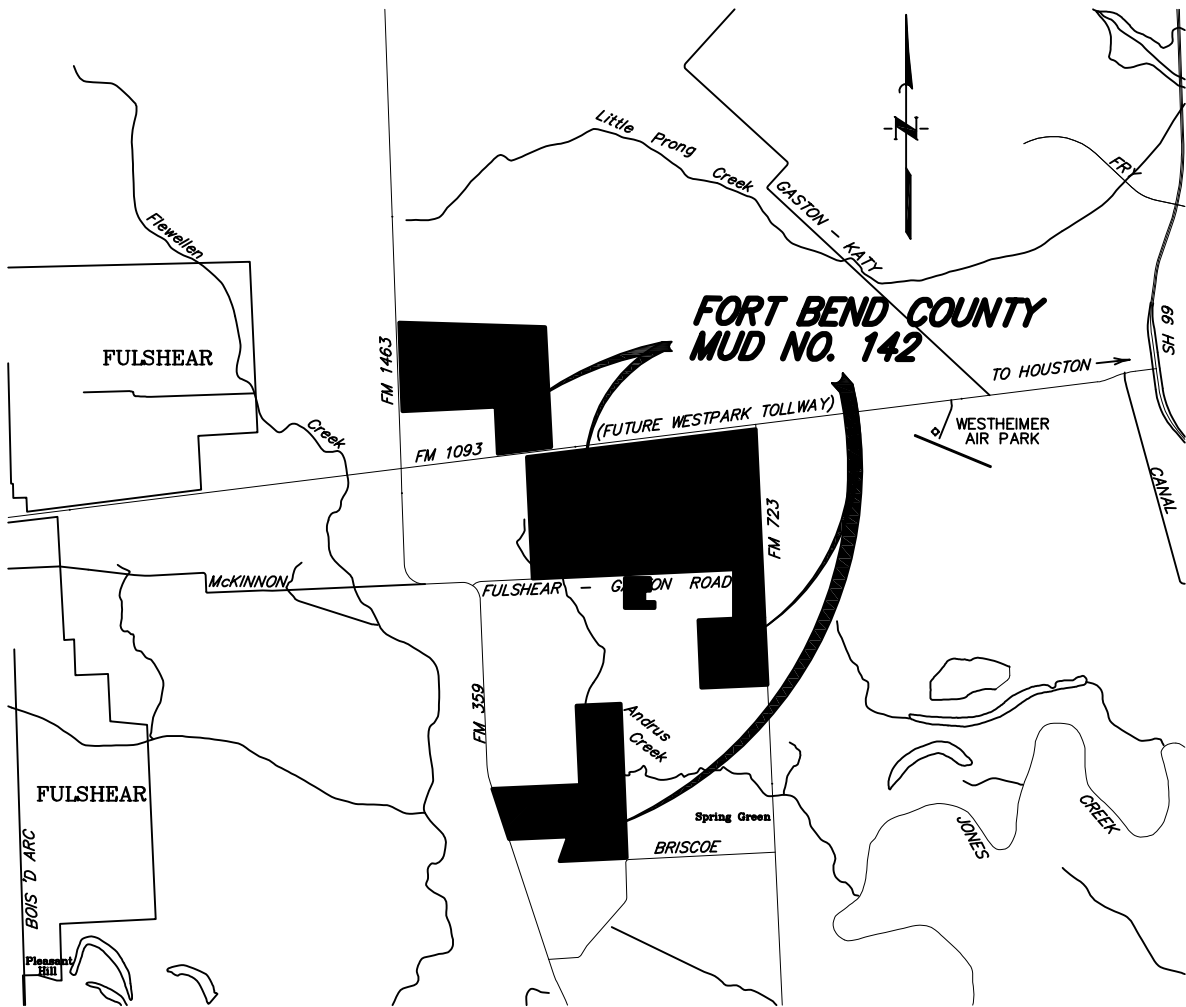 Little Prong Creek
N
FRY
GASTON - KATY
Flewellen
FORT BEND COUNTY
MUD NO. 142
SH 99
FULSHEAR
FM 1463
TO HOUSTON
(FUTURE WESTPARK TOLLWAY)
WESTHEIMER
AIR PARK
Creek
FM 1093
CANAL
FM 723
McKINNON
FULSHEAR - GASTON ROAD
FM 359
Andrus
Creek
FULSHEAR
Spring Green
BRISCOE
JONES
CREEK
BOIS 'D ARC
Pleasant
Hill